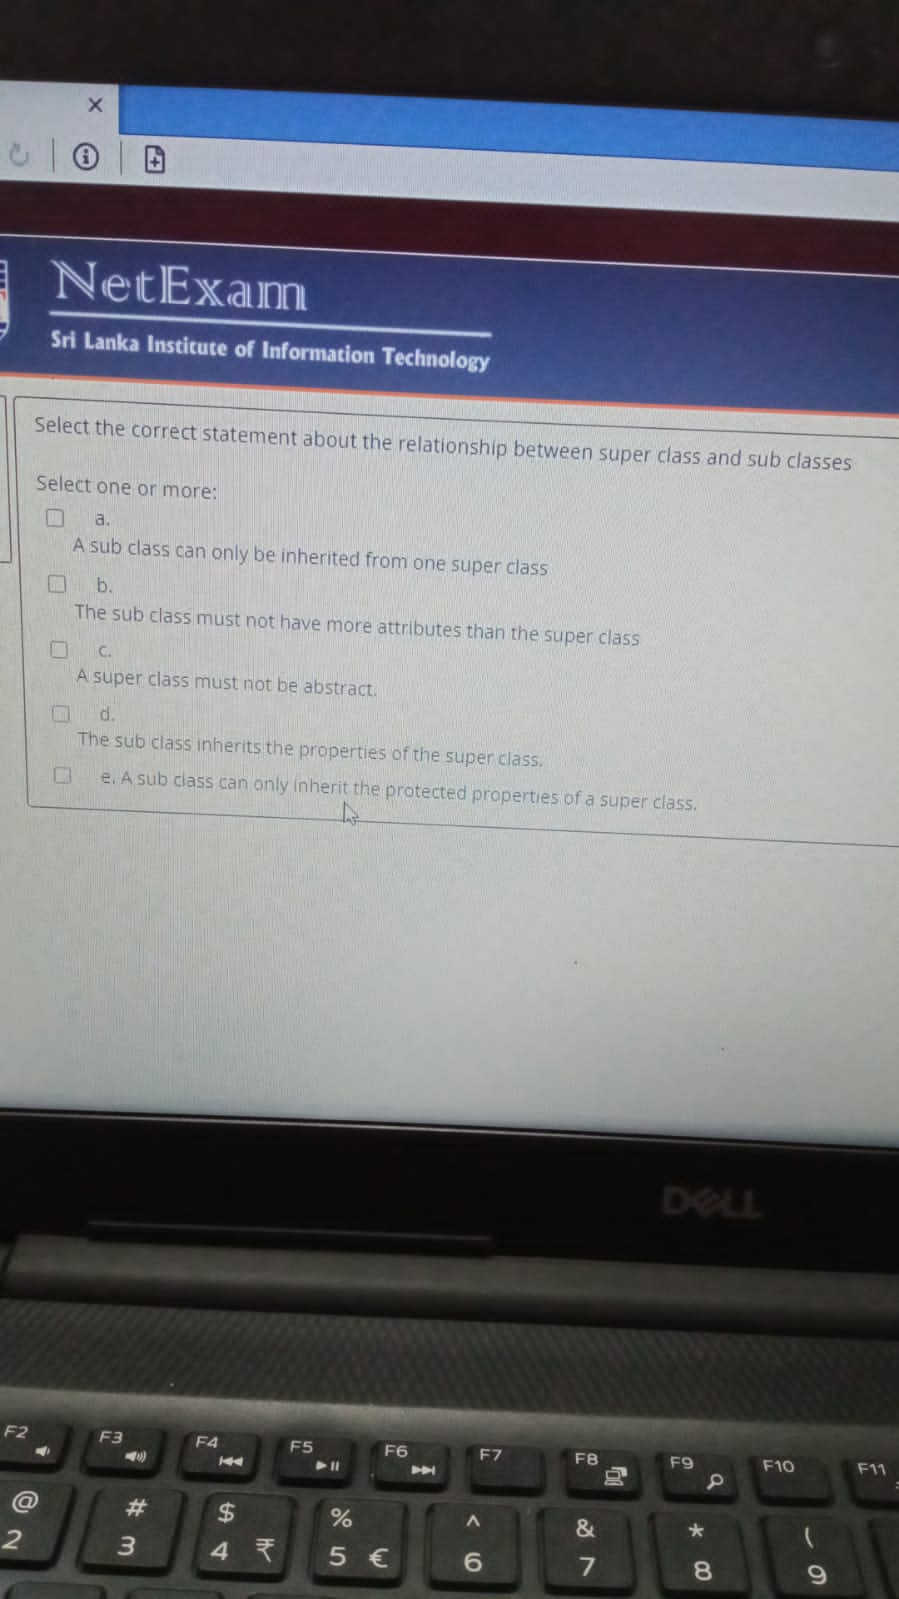 NetExam
Sri Lanka Institute of Information Technology
Select the correct statement about the relationship between super class and sub classes
Select one or more:
a.
A sub class can only be inherited from one super class
b.
The sub class must not have more attributes than the super class
c.
A super class must not be abstract.
d.
The sub class inherits the properties of the super class.
e. A sub class can only inherit the protected properties of a super class.
DELL
F2 F3 F4 F5 F6 F7 F8 F9 F10 F11
@ # $ % ^ & * (
2 3 4 ₹ 5 € 6 7 8 9